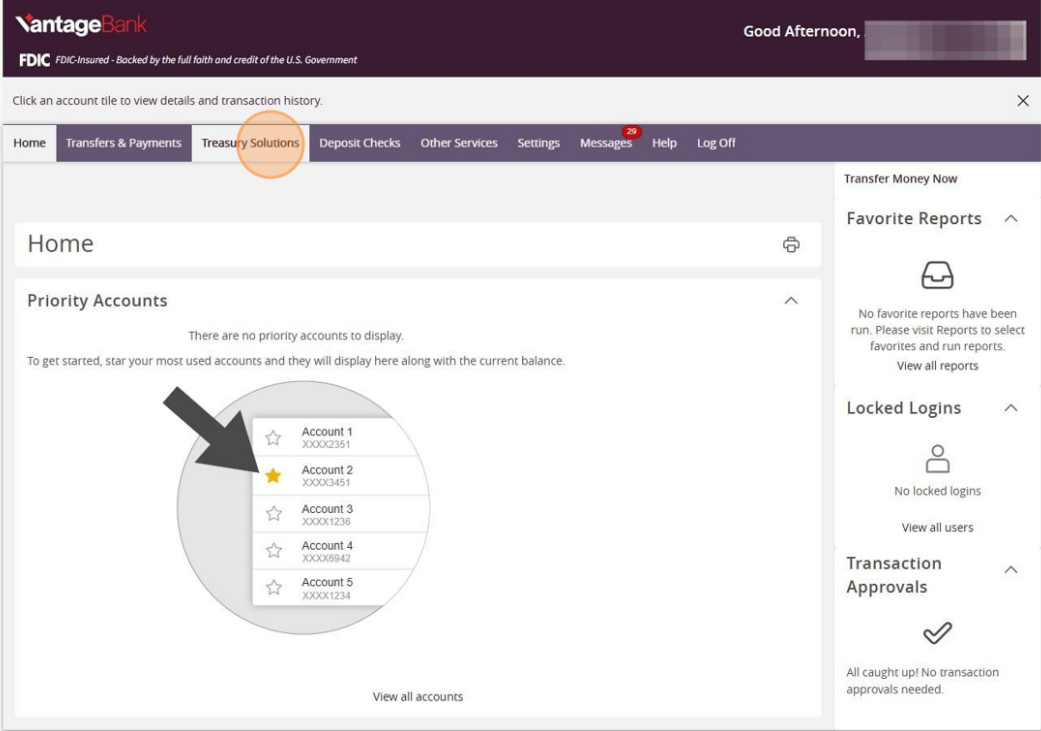 VantageBank
Good Afternoon,
FDIC FDIC-Insured - Backed by the full faith and credit of the U.S. Government
Click an account tile to view details and transaction history.
Home Transfers & Payments Treasury Solutions Deposit Checks Other Services Settings Messages 29 Help Log Off
Transfer Money Now
Home
Priority Accounts
There are no priority accounts to display.
To get started, star your most used accounts and they will display here along with the current balance.
Account 1
XXXX2351
Account 2
XXXX3451
Account 3
XXXX1236
Account 4
XXXX6942
Account 5
XXXX1234
View all accounts
Favorite Reports
No favorite reports have been
run. Please visit Reports to select
favorites and run reports.
View all reports
Locked Logins
No locked logins
View all users
Transaction
Approvals
All caught up! No transaction
approvals needed.